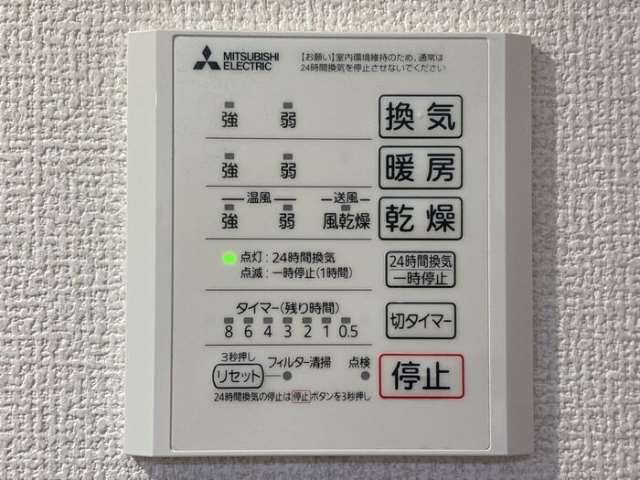 MITSUBISHI
ELECTRIC
【お願い】室内環境維持のため、通常は
24時間換気を停止させないでください
強 弱 換気
強 弱 暖房
温風 送風
強 弱 風乾燥 乾燥
点灯：24時間換気
点滅：一時停止(1時間)
24時間換気
一時停止
タイマー(残り時間)
8 6 4 3 2 1 0.5
切タイマー
3秒押し
リセット フィルター清掃 点検
停止
24時間換気の停止は停止ボタンを3秒押し